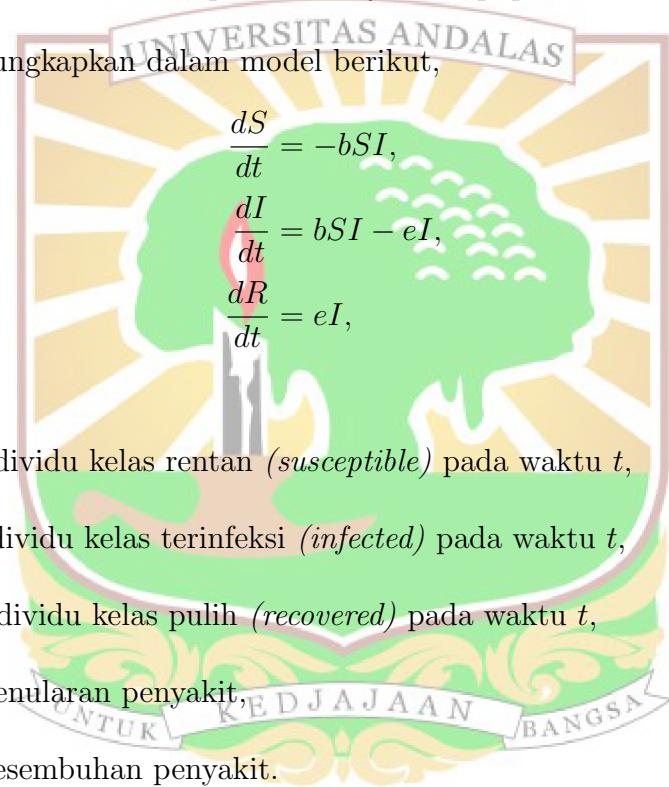 UNIVERSITAS ANDALAS
ungkapkan dalam model berikut,
dS/dt = −bSI,
dI/dt = bSI − eI,
dR/dt = eI,
dividu kelas rentan (susceptible) pada waktu t,
dividu kelas terinfeksi (infected) pada waktu t,
dividu kelas pulih (recovered) pada waktu t,
enularan penyakit,
UNTUK KEDJAJAAN BANGSA
esembuhan penyakit.